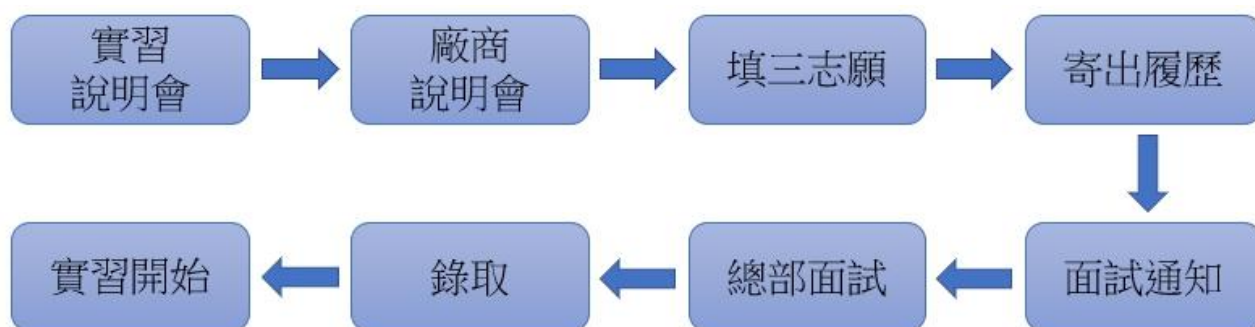 實習
說明會
廠商
說明會
填三志願
寄出履歷
面試通知
總部面試
錄取
實習開始